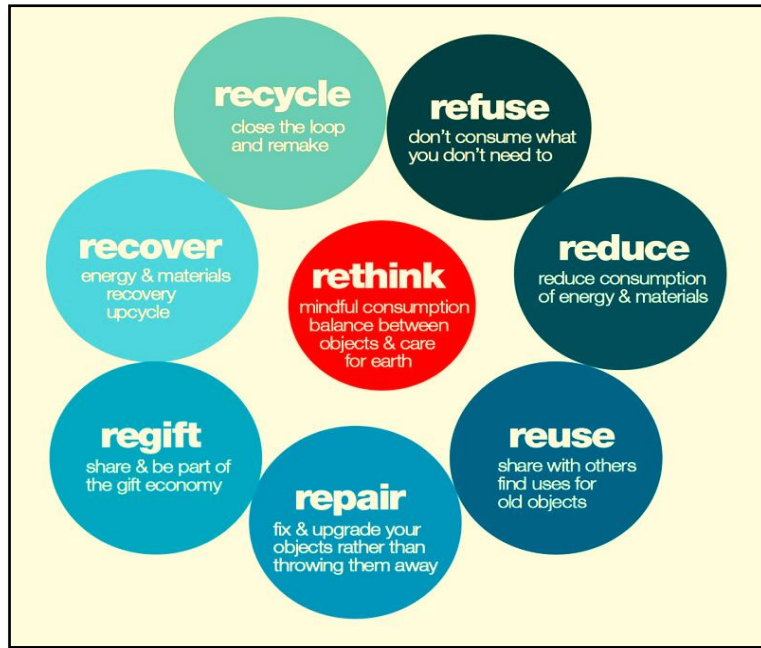 recycle
close the loop
and remake
refuse
don't consume what
you don't need to
reduce
reduce consumption
of energy & materials
reuse
share with others
find uses for
old objects
repair
fix & upgrade your
objects rather than
throwing them away
regift
share & be part of
the gift economy
recover
energy & materials
recovery
upcycle
rethink
mindful consumption
balance between
objects & care
for earth